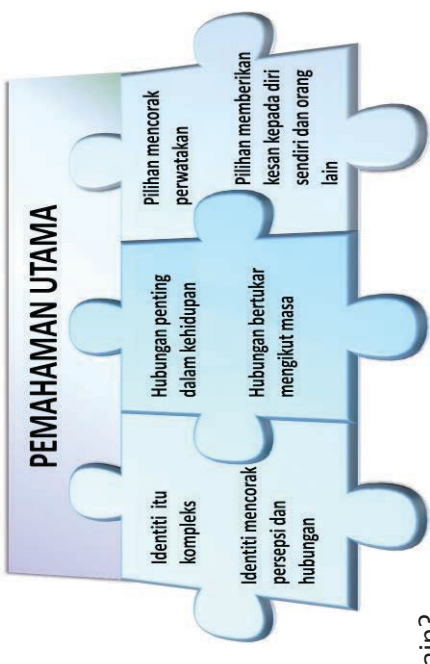 PEMAHAMAN UTAMA
Identiti itu
kompleks
Identiti mencorak
persepsi dan
hubungan
Hubungan penting
dalam kehidupan
Hubungan bertukar
mengikut masa
Pilihan mencorak
perwatakan
Pilihan memberikan
kesan kepada diri
sendiri dan orang
lain